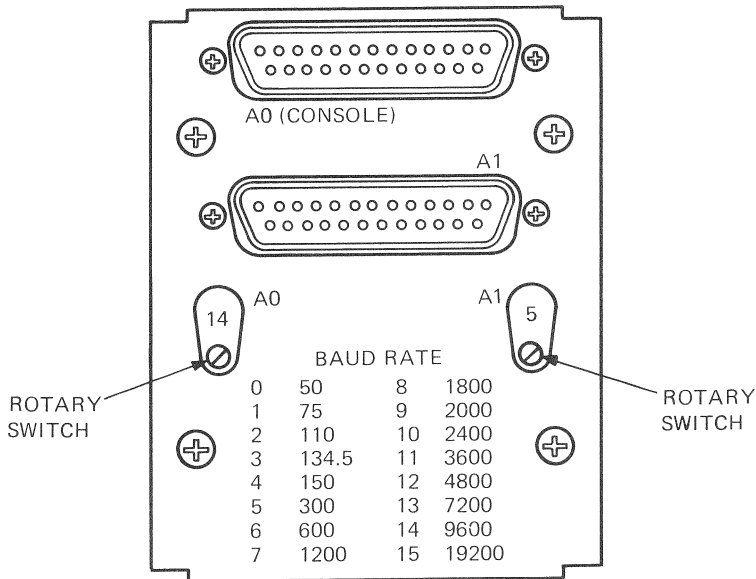 A0 (CONSOLE)
A1
A0
A1
14
5
BAUD RATE
0 50 8 1800
1 75 9 2000
2 110 10 2400
3 134.5 11 3600
4 150 12 4800
5 300 13 7200
6 600 14 9600
7 1200 15 19200
ROTARY
SWITCH
ROTARY
SWITCH